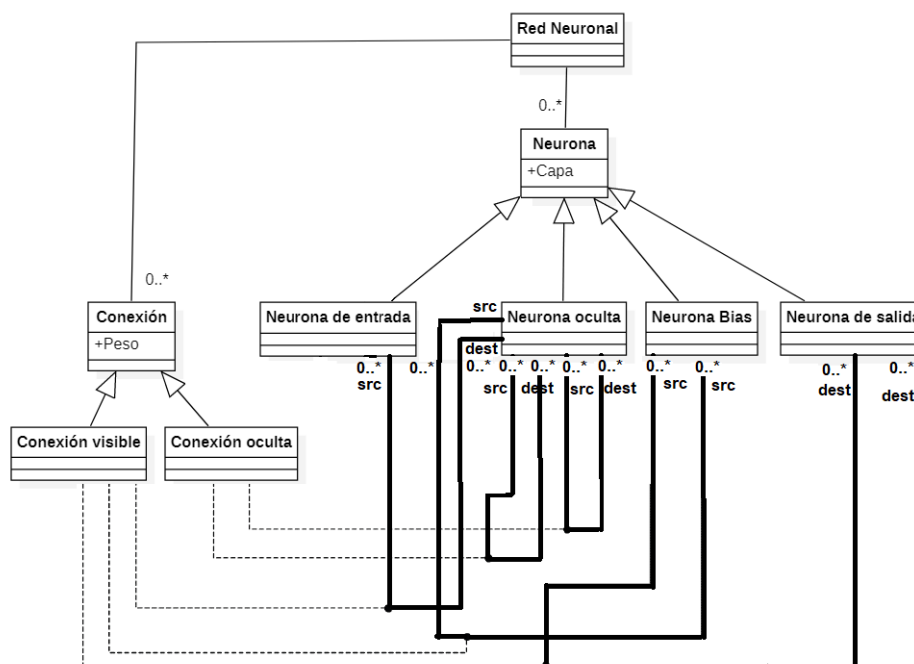 Red Neuronal
0..*
Neurona
+Capa
0..*
Conexión
+Peso
Neurona de entrada
src
Neurona oculta
Neurona Bias
Neurona de salida
dest
0..*
src
0..*
0..*
0..*
0..*
0..*
src
dest
src
dest
0..*
src
0..*
src
0..*
dest
0..*
dest
Conexión visible
Conexión oculta